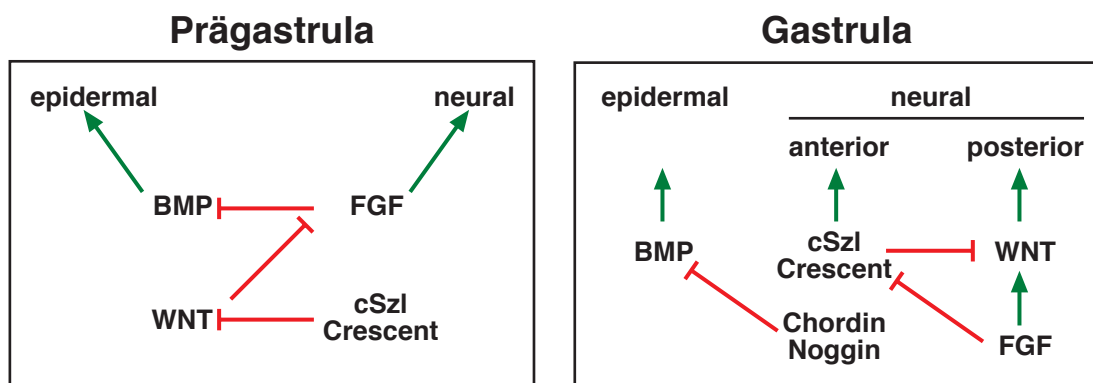 Prägastrula
epidermal
neural
BMP
FGF
WNT
cSzl
Crescent
Gastrula
epidermal
neural
anterior
posterior
BMP
cSzl
Crescent
WNT
Chordin
Noggin
FGF